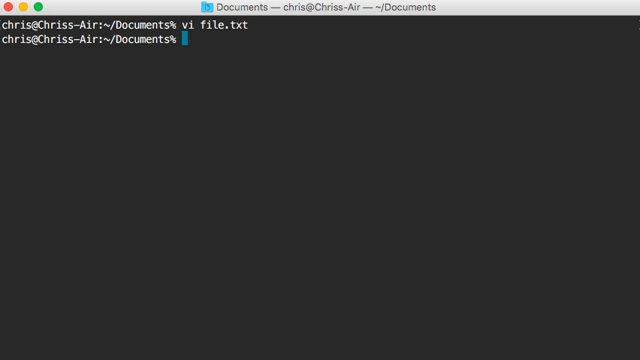 Documents — chris@Chriss-Air — ~/Documents
[chris@Chriss-Air:~/Documents% vi file.txt
chris@Chriss-Air:~/Documents%